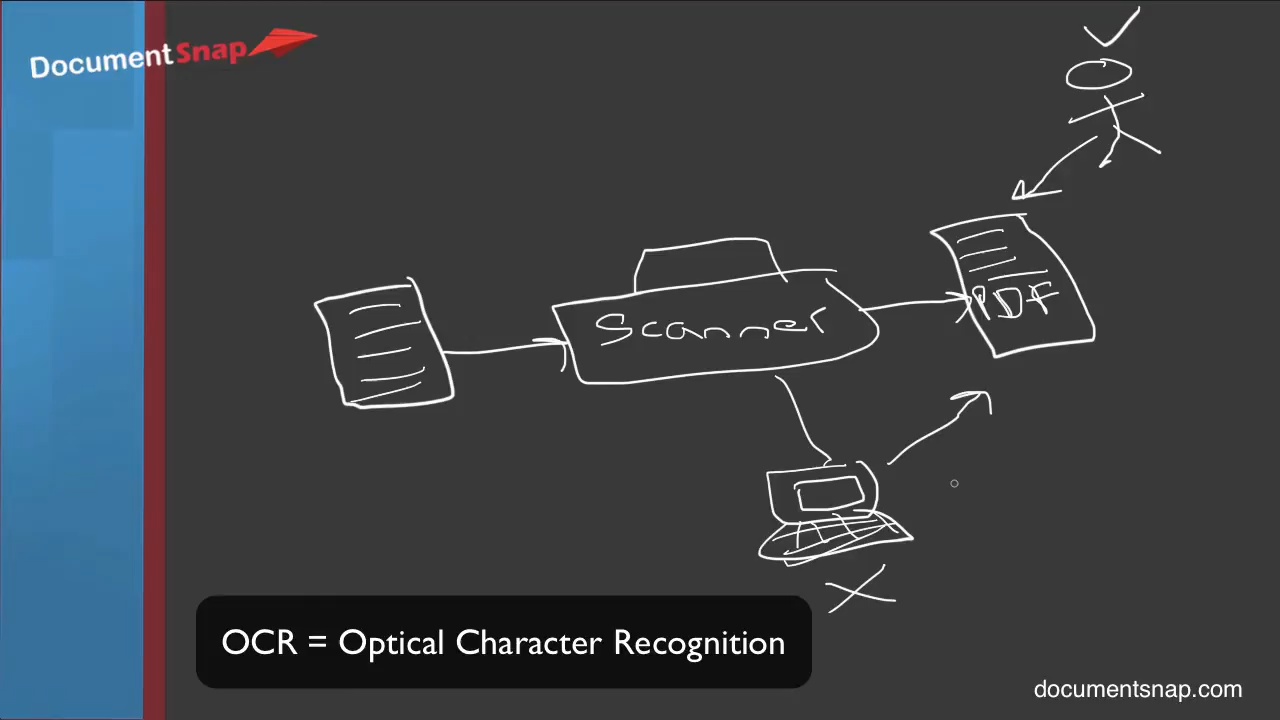 DocumentSnap
Scanner
PDF
OCR = Optical Character Recognition
documentsnap.com